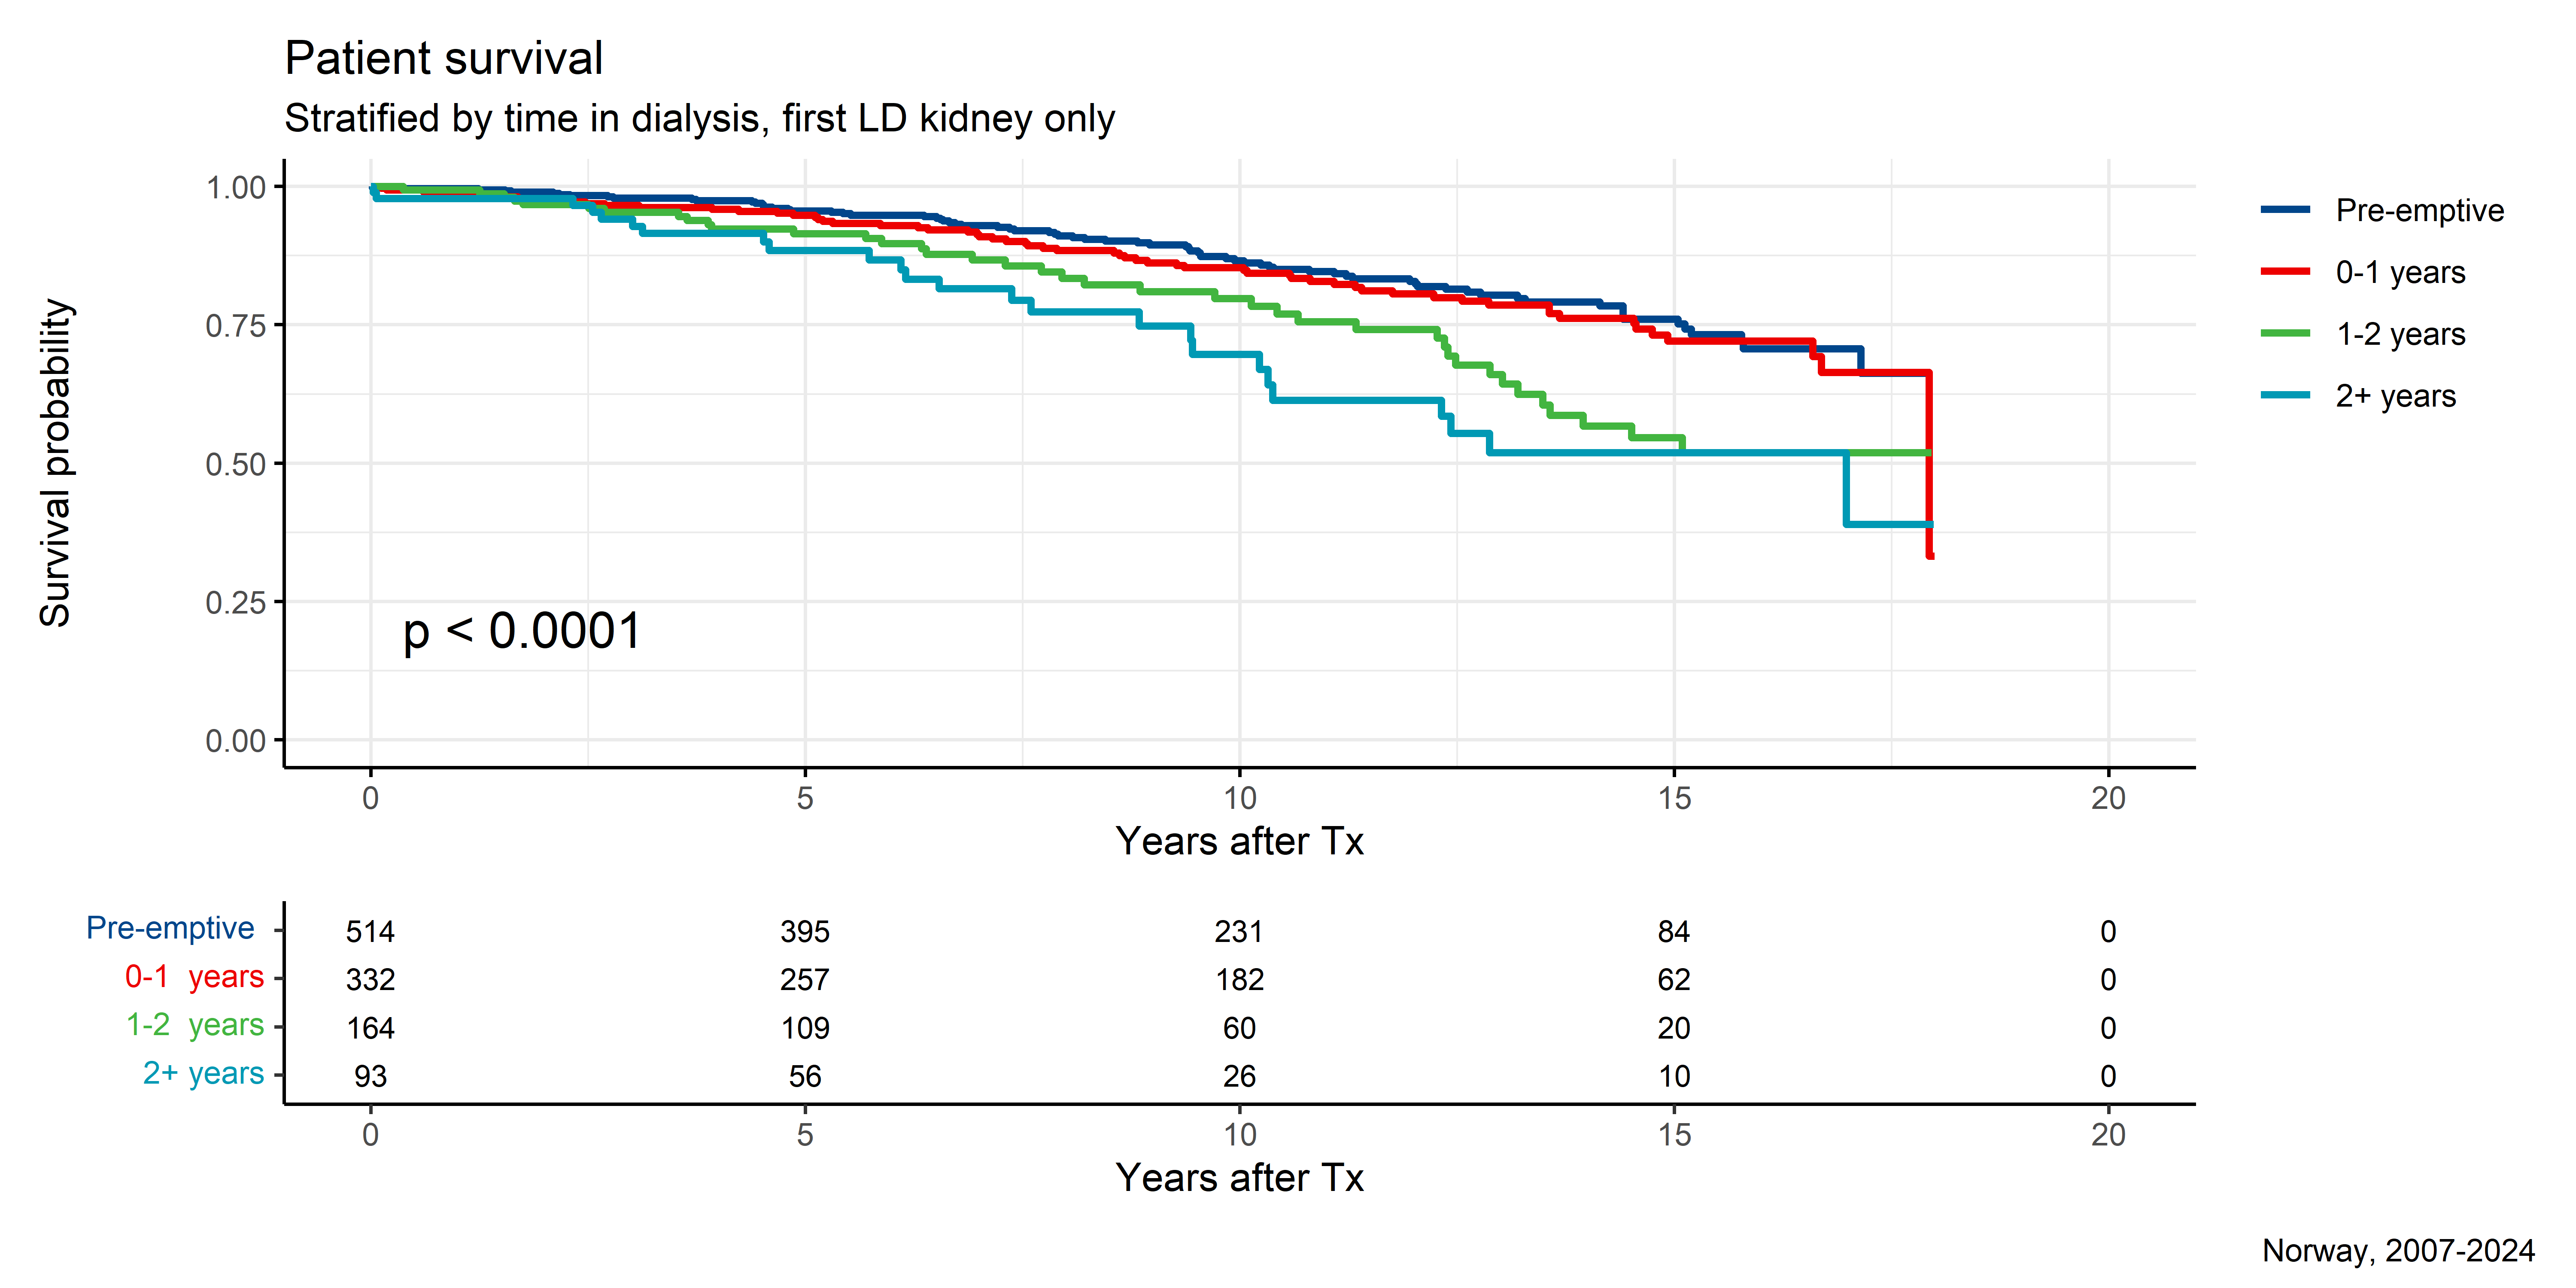 Patient survival
Stratified by time in dialysis, first LD kidney only
Survival probability
1.00
0.75
0.50
0.25
0.00
p < 0.0001
0 5 10 15 20
Years after Tx
Pre-emptive
0-1 years
1-2 years
2+ years
Pre-emptive 514 395 231 84 0
0-1 years 332 257 182 62 0
1-2 years 164 109 60 20 0
2+ years 93 56 26 10 0
0 5 10 15 20
Years after Tx
Norway, 2007-2024